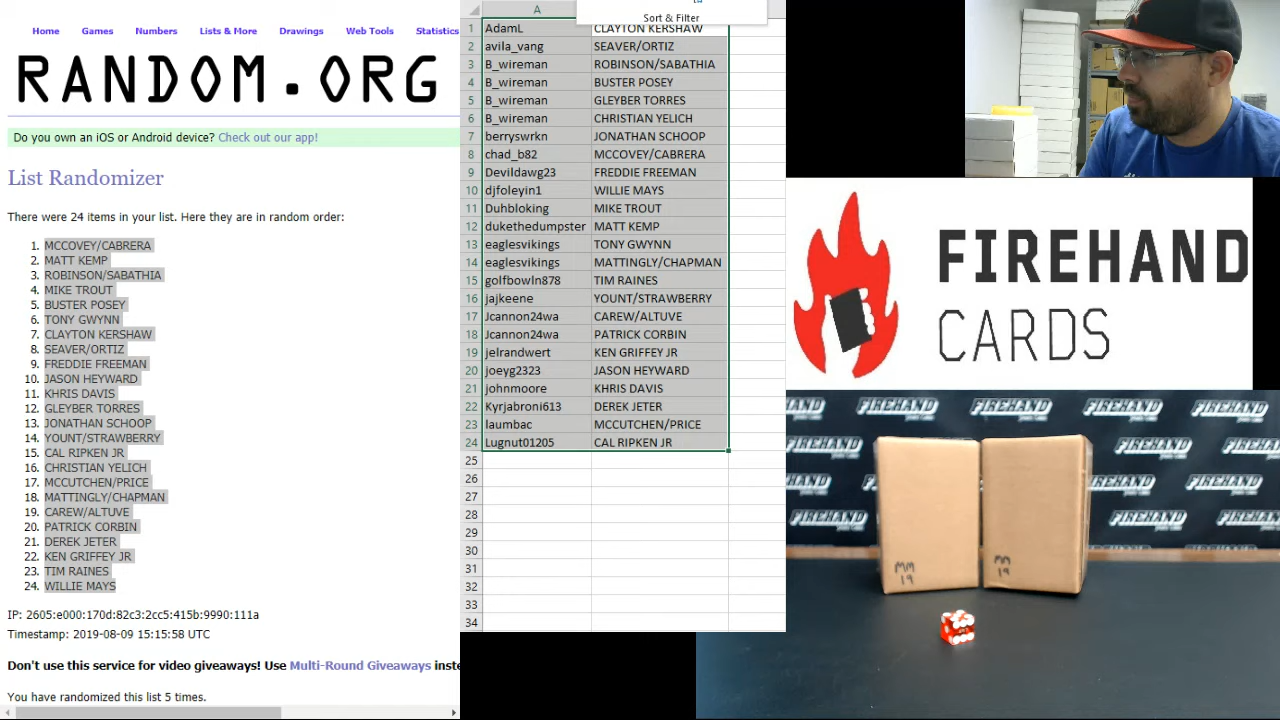 Home Games Numbers Lists & More Drawings Web Tools Statistics
RANDOM.ORG
Do you own an iOS or Android device? Check out our app!
List Randomizer
There were 24 items in your list. Here they are in random order:
1. MCCOVEY/CABRERA
2. MATT KEMP
3. ROBINSON/SABATHIA
4. MIKE TROUT
5. BUSTER POSEY
6. TONY GWYNN
7. CLAYTON KERSHAW
8. SEAVER/ORTIZ
9. FREDDIE FREEMAN
10. JASON HEYWARD
11. KHRIS DAVIS
12. GLEYBER TORRES
13. JONATHAN SCHOOP
14. YOUNT/STRAWBERRY
15. CAL RIPKEN JR
16. CHRISTIAN YELICH
17. MCCUTCHEN/PRICE
18. MATTINGLY/CHAPMAN
19. CAREW/ALTUVE
20. PATRICK CORBIN
21. DEREK JETER
22. KEN GRIFFEY JR
23. TIM RAINES
24. WILLIE MAYS
IP: 2605:e000:170d:82c3:2cc5:415b:9990:111a
Timestamp: 2019-08-09 15:15:58 UTC
Don't use this service for video giveaways! Use Multi-Round Giveaways inste
You have randomized this list 5 times.
A
Sort & Filter
1 AdamL CLAYTON KERSHAW
2 avila_vang SEAVER/ORTIZ
3 B_wireman ROBINSON/SABATHIA
4 B_wireman BUSTER POSEY
5 B_wireman GLEYBER TORRES
6 B_wireman CHRISTIAN YELICH
7 berryswrkn JONATHAN SCHOOP
8 chad_b82 MCCOVEY/CABRERA
9 Devildawg23 FREDDIE FREEMAN
10 djfoleyin1 WILLIE MAYS
11 Duhbloking MIKE TROUT
12 dukethedumpster MATT KEMP
13 eaglesvikings TONY GWYNN
14 eaglesvikings MATTINGLY/CHAPMAN
15 golfbowln878 TIM RAINES
16 jajkeene YOUNT/STRAWBERRY
17 Jcannon24wa CAREW/ALTUVE
18 Jcannon24wa PATRICK CORBIN
19 jelrandwert KEN GRIFFEY JR
20 joeyg2323 JASON HEYWARD
21 johnmoore KHRIS DAVIS
22 Kyrjabroni613 DEREK JETER
23 laumbac MCCUTCHEN/PRICE
24 Lugnut01205 CAL RIPKEN JR
25
26
27
28
29
30
31
32
33
34
FIREHAND
CARDS
FIREHAND FIREHAND FIREHAND FIREHAND
MM
19
MM
19